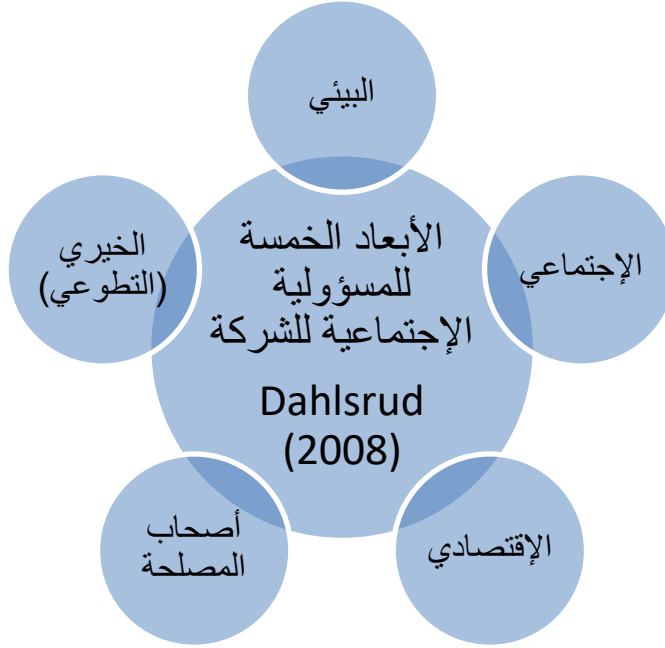 البيئي
الإجتماعي
الإقتصادي
أصحاب
المصلحة
الخيري
(التطوعي)
الأبعاد الخمسة
للمسؤولية
الإجتماعية للشركة
Dahlsrud
(2008)